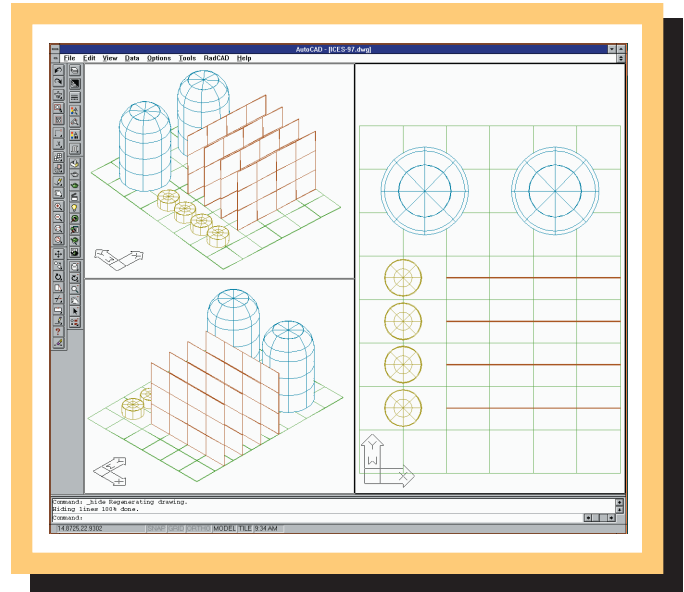 AutoCAD - [ICES-97.dwg]
File Edit View Data Options Tools RadCAD Help
Y
W
X
Command: _hide Regenerating drawing.
Hiding lines 100% done.
Command:
14.8725,22.9302 SNAP GRID ORTHO MODEL TILE 9:34 AM